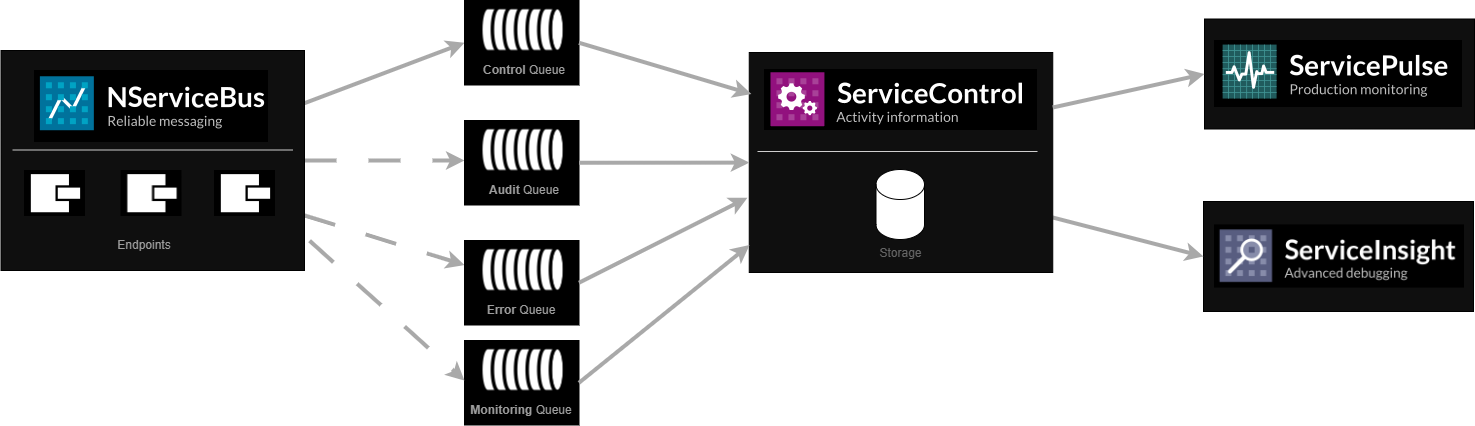 NServiceBus
Reliable messaging
Endpoints
Control Queue
Audit Queue
Error Queue
Monitoring Queue
ServiceControl
Activity information
Storage
ServicePulse
Production monitoring
ServiceInsight
Advanced debugging